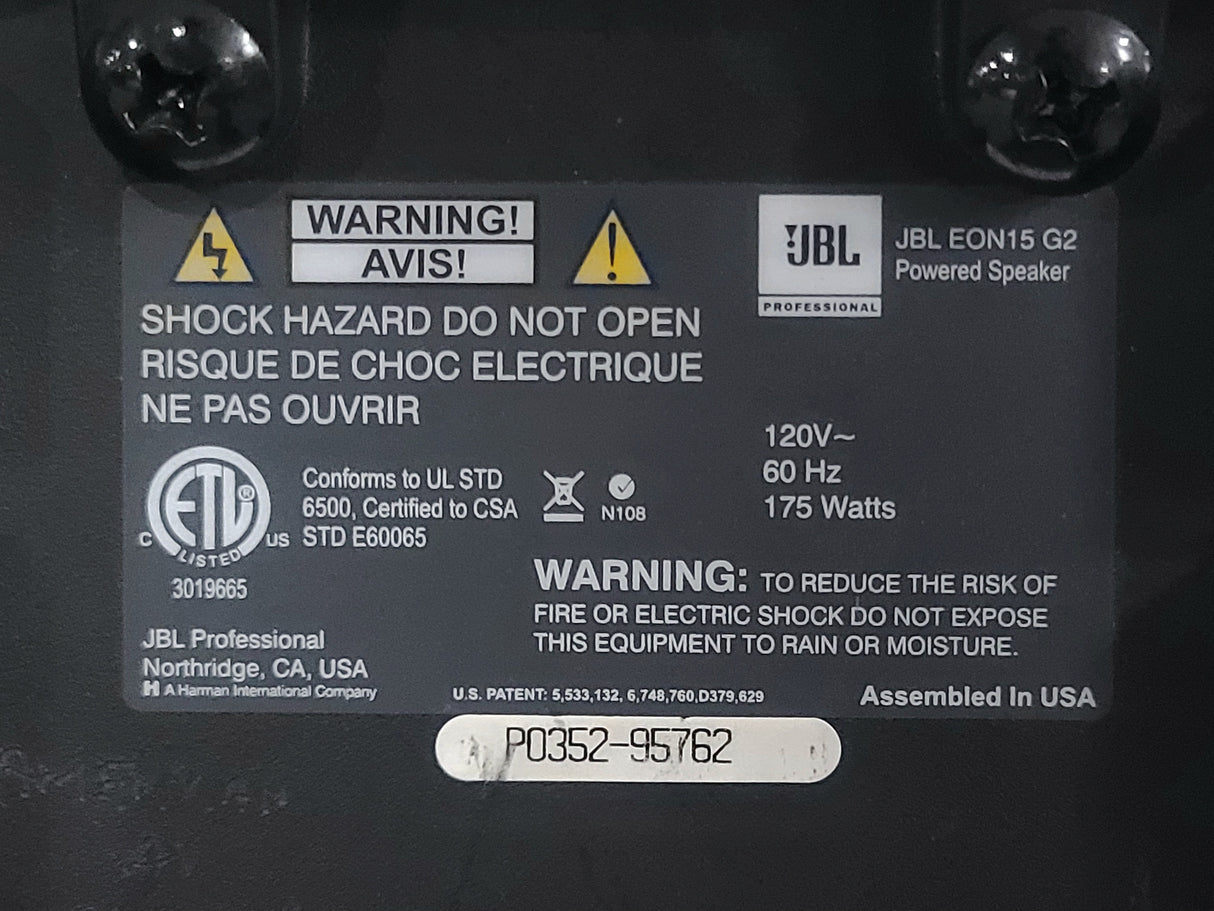 WARNING!
AVIS!
SHOCK HAZARD DO NOT OPEN
RISQUE DE CHOC ELECTRIQUE
NE PAS OUVRIR
JBL
PROFESSIONAL
JBL EON15 G2
Powered Speaker
120V~
60 Hz
175 Watts
ETL ®
C LISTED US
3019665
Conforms to UL STD
6500, Certified to CSA
STD E60065
N108
WARNING: TO REDUCE THE RISK OF
FIRE OR ELECTRIC SHOCK DO NOT EXPOSE
THIS EQUIPMENT TO RAIN OR MOISTURE.
JBL Professional
Northridge, CA, USA
H A Harman International Company
U.S. PATENT: 5,533,132, 6,748,760,D379,629
Assembled In USA
P0352-95762